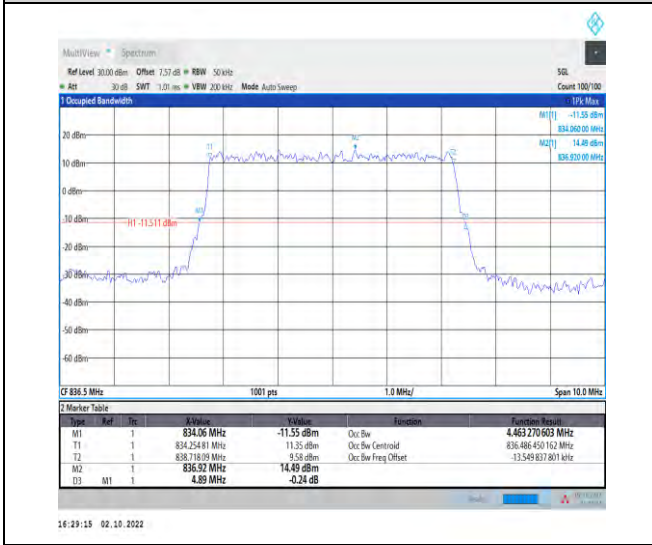 MultiView Spectrum
Ref Level 30.00 dBm Offset 7.57 dB RBW 50 kHz SGL
Att 30 dB SWT 1.01 ms VBW 200 kHz Mode Auto Sweep Count 100/100
1 Occupied Bandwidth 1Pk Max
M1[1] -11.55 dBm
834.060 00 MHz
M2[1] 14.49 dBm
836.920 00 MHz
20 dBm
T1 M2 T2
10 dBm
0 dBm
-10 dBm
H1 -11.511 dBm
-20 dBm
-30 dBm
-40 dBm
-50 dBm
-60 dBm
CF 836.5 MHz 1001 pts 1.0 MHz/ Span 10.0 MHz
2 Marker Table
Type Ref Trc X-Value Y-Value Function Function Result
M1 1 834.06 MHz -11.55 dBm Occ Bw 4.463 270 603 MHz
T1 1 834.254 81 MHz 11.35 dBm Occ Bw Centroid 836.486 450 162 MHz
T2 1 838.718 09 MHz 9.58 dBm Occ Bw Freq Offset -13.549 837 801 kHz
M2 1 836.92 MHz 14.49 dBm
D3 M1 1 4.89 MHz -0.24 dB
16:29:15 02.10.2022